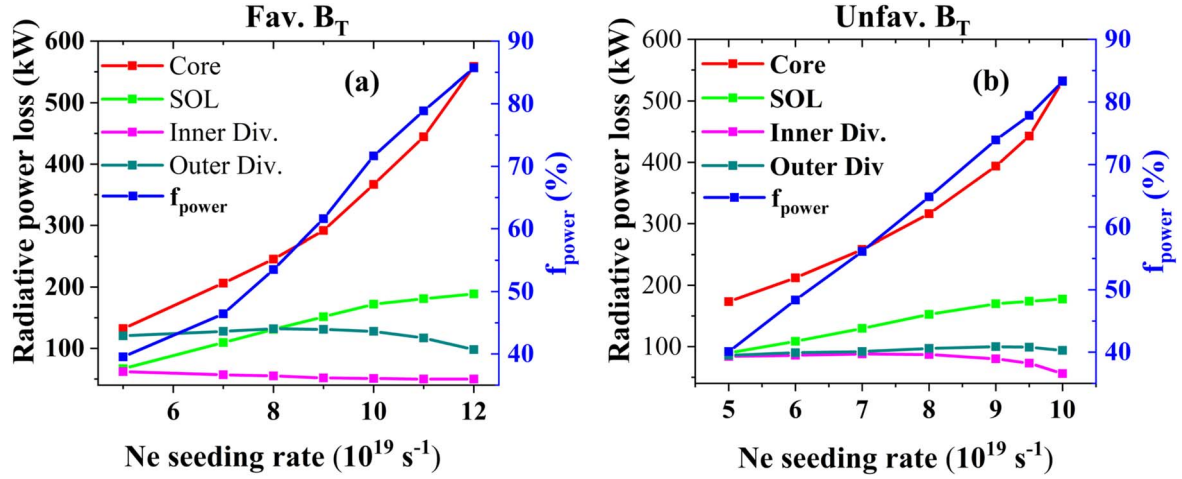 Fav. B_T
Radiative power loss (kW)
600
500
400
300
200
100
Core
SOL
Inner Div.
Outer Div.
f_power
(a)
90
80
70
60
50
40
f_power (%)
6 8 10 12
Ne seeding rate (10^19 s^-1)
Unfav. B_T
Radiative power loss (kW)
600
500
400
300
200
100
Core
SOL
Inner Div.
Outer Div
f_power
(b)
90
80
70
60
50
40
f_power (%)
5 6 7 8 9 10
Ne seeding rate (10^19 s^-1)